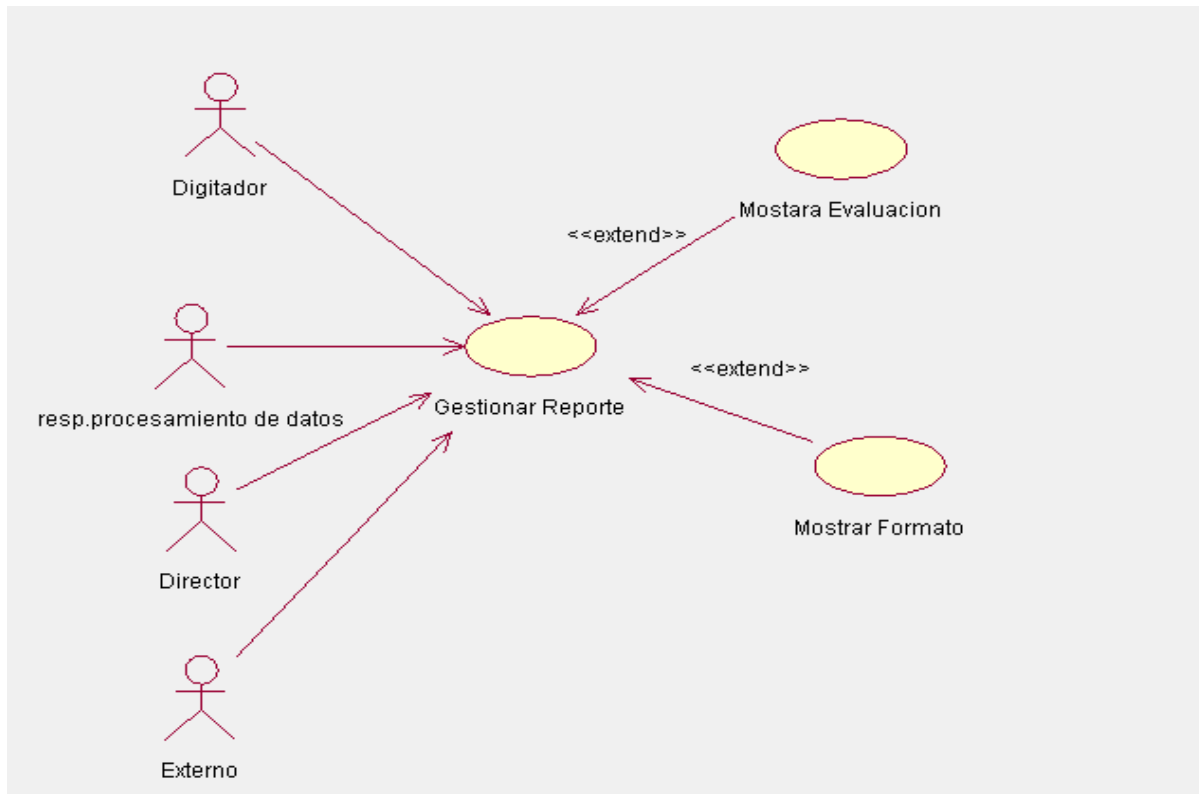 Digitador
Mostara Evaluacion
<<extend>>
<<extend>>
Gestionar Reporte
resp.procesamiento de datos
Mostrar Formato
Director
Externo